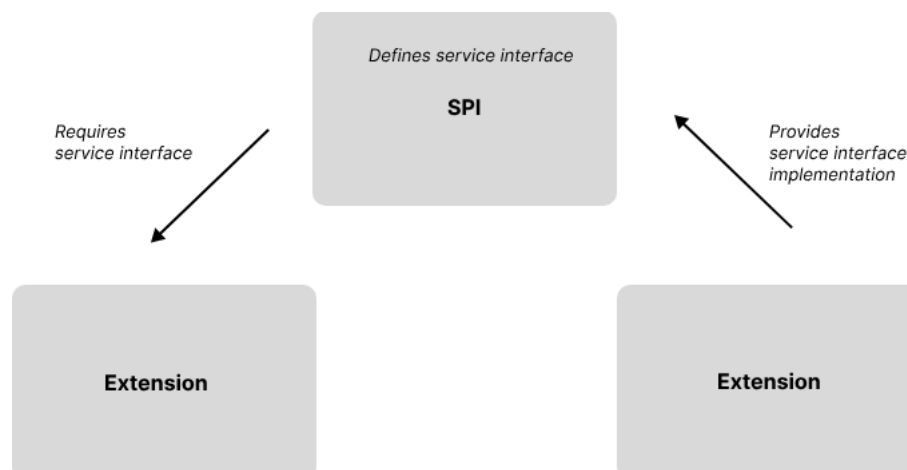 Defines service interface
SPI
Requires
service interface
Provides
service interface
implementation
Extension
Extension